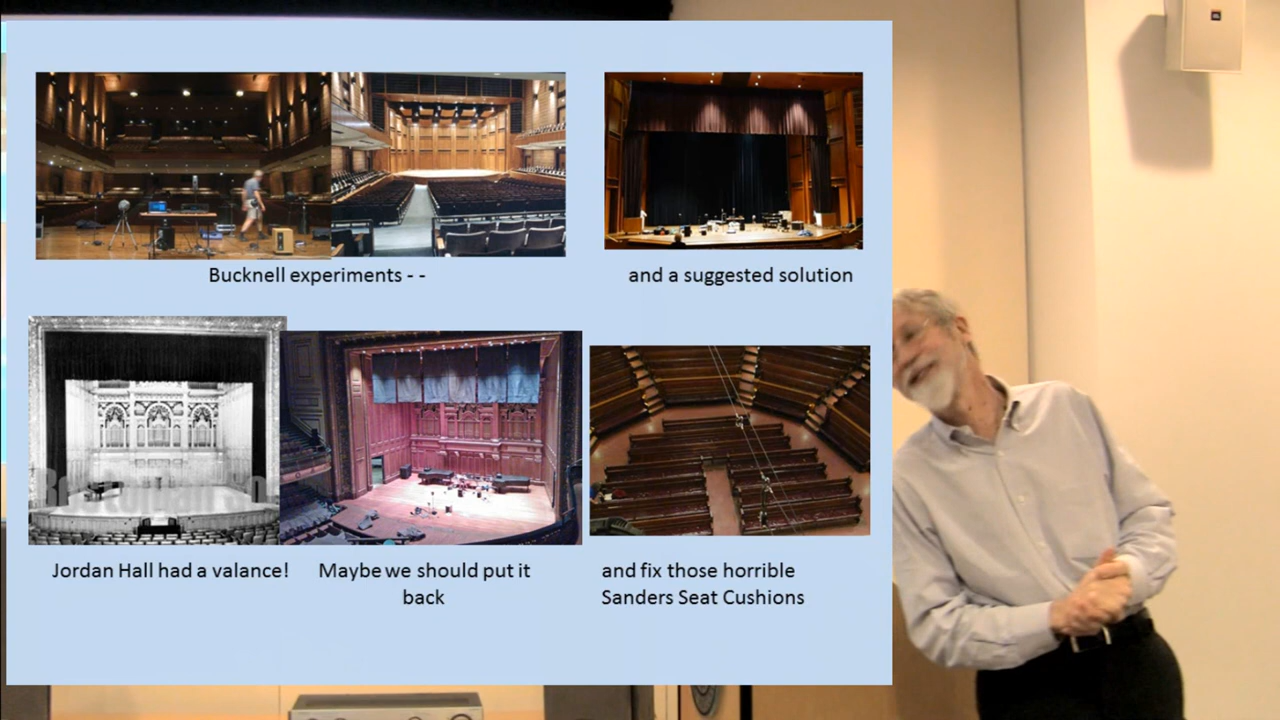 Bucknell experiments - -
and a suggested solution
Jordan Hall had a valance!
Maybe we should put it
back
and fix those horrible
Sanders Seat Cushions